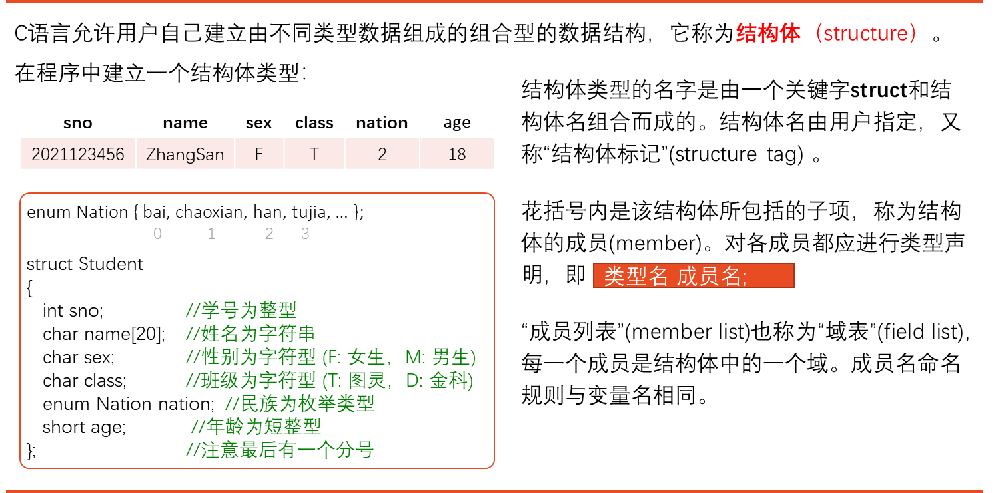 C语言允许用户自己建立由不同类型数据组成的组合型的数据结构，它称为结构体（structure）。
在程序中建立一个结构体类型：
sno name sex class nation age
2021123456 ZhangSan F T 2 18
enum Nation { bai, chaoxian, han, tujia, … };
0 1 2 3
struct Student
{
int sno; //学号为整型
char name[20]; //姓名为字符串
char sex; //性别为字符型 (F: 女生，M: 男生)
char class; //班级为字符型 (T: 图灵，D: 金科)
enum Nation nation; //民族为枚举类型
short age; //年龄为短整型
}; //注意最后有一个分号
结构体类型的名字是由一个关键字struct和结
构体名组合而成的。结构体名由用户指定，又
称“结构体标记”(structure tag) 。
花括号内是该结构体所包括的子项，称为结构
体的成员(member)。对各成员都应进行类型声
明，即 类型名 成员名;
“成员列表”(member list)也称为“域表”(field list),
每一个成员是结构体中的一个域。成员名命名
规则与变量名相同。